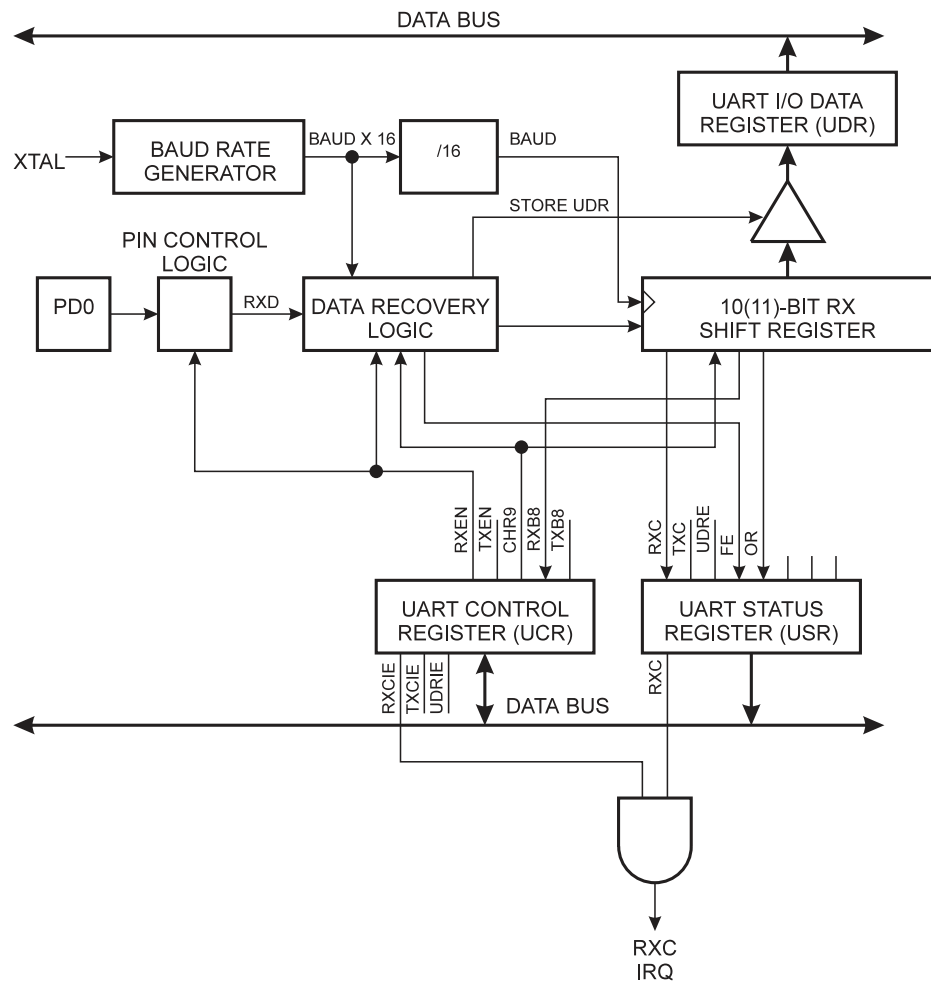 DATA BUS
UART I/O DATA
REGISTER (UDR)
XTAL
BAUD RATE
GENERATOR
BAUD X 16
/16
BAUD
STORE UDR
PIN CONTROL
LOGIC
PD0
RXD
DATA RECOVERY
LOGIC
10(11)-BIT RX
SHIFT REGISTER
RXEN
TXEN
CHR9
RXB8
TXB8
RXC
TXC
UDRE
FE
OR
UART CONTROL
REGISTER (UCR)
UART STATUS
REGISTER (USR)
RXCIE
TXCIE
UDRIE
RXC
DATA BUS
RXC
IRQ